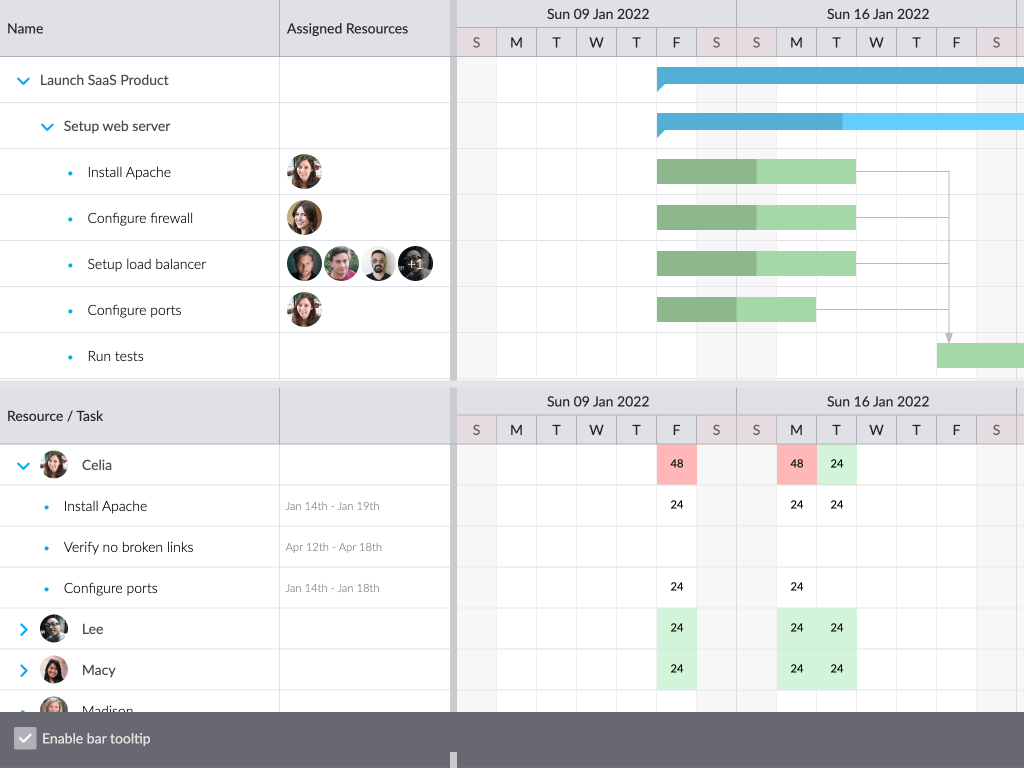 Name Assigned Resources Sun 09 Jan 2022 Sun 16 Jan 2022
S M T W T F S S M T W T F S
Launch SaaS Product
Setup web server
Install Apache
Configure firewall
Setup load balancer +1
Configure ports
Run tests
Resource / Task Sun 09 Jan 2022 Sun 16 Jan 2022
S M T W T F S S M T W T F S
Celia 48 48 24
Install Apache Jan 14th - Jan 19th 24 24 24
Verify no broken links Apr 12th - Apr 18th
Configure ports Jan 14th - Jan 18th 24 24
Lee 24 24 24
Macy 24 24 24
Madison
Enable bar tooltip